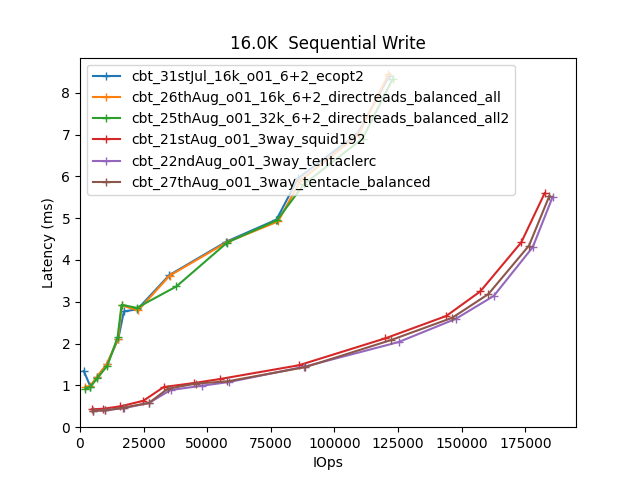 16.0K  Sequential Write
cbt_31stJul_16k_o01_6+2_ecopt2
cbt_26thAug_o01_16k_6+2_directreads_balanced_all
cbt_25thAug_o01_32k_6+2_directreads_balanced_all2
cbt_21stAug_o01_3way_squid192
cbt_22ndAug_o01_3way_tentaclerc
cbt_27thAug_o01_3way_tentacle_balanced
Latency (ms)
8
7
6
5
4
3
2
1
0
0 25000 50000 75000 100000 125000 150000 175000
IOps